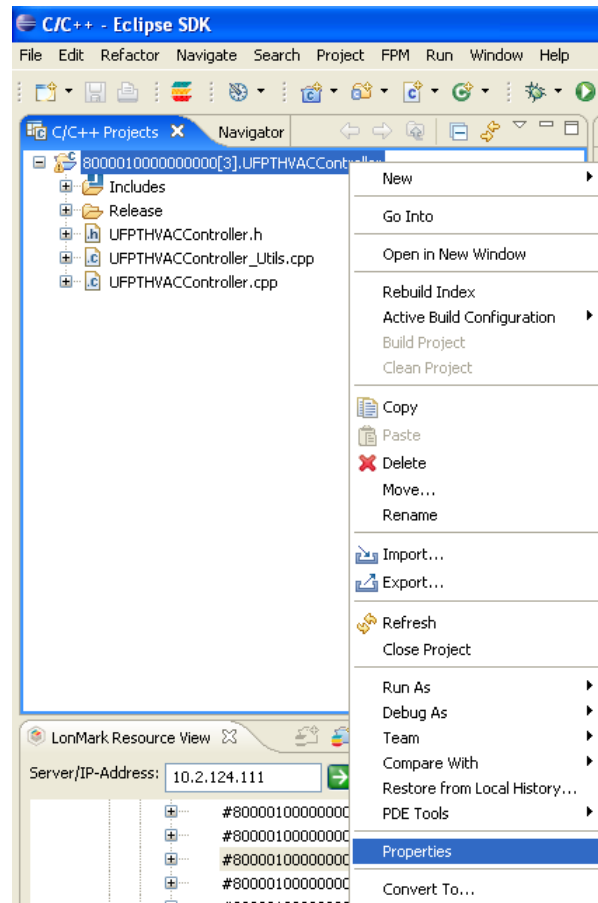 C/C++ - Eclipse SDK
File Edit Refactor Navigate Search Project FPM Run Window Help
C/C++ Projects Navigator
8000010000000000[3].UFPTHVACController
Includes
Release
UFPTHVACController.h
UFPTHVACController_Utils.cpp
UFPTHVACController.cpp
New
Go Into
Open in New Window
Rebuild Index
Active Build Configuration
Build Project
Clean Project
Copy
Paste
Delete
Move...
Rename
Import...
Export...
Refresh
Close Project
Run As
Debug As
Team
Compare With
Restore from Local History...
PDE Tools
Properties
Convert To...
LonMark Resource View
Server/IP-Address: 10.2.124.111
#80000100000000
#80000100000000
#80000100000000
#80000100000000